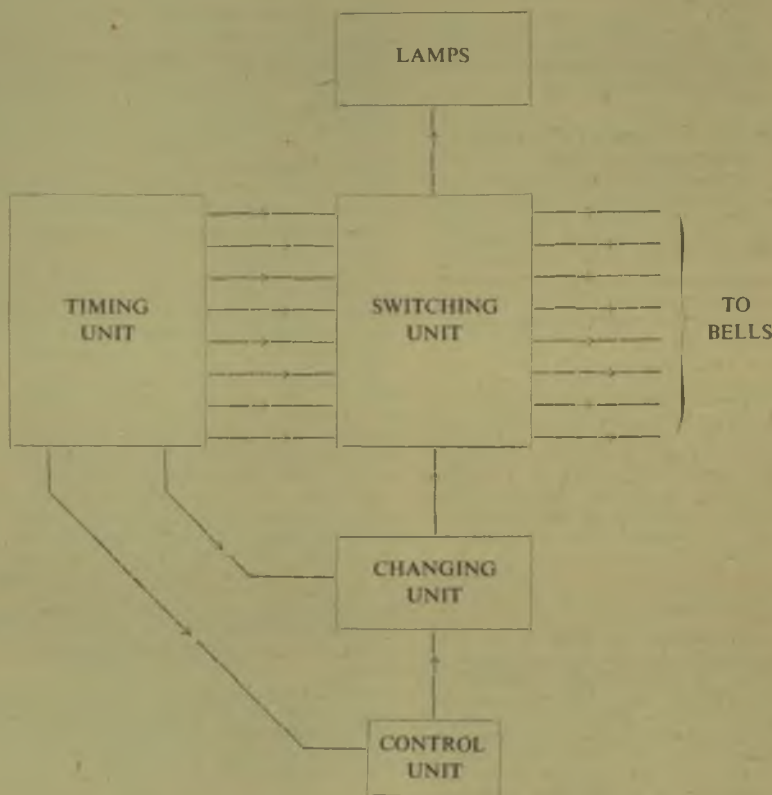 LAMPS
TIMING
UNIT
SWITCHING
UNIT
TO
BELLS
CHANGING
UNIT
CONTROL
UNIT